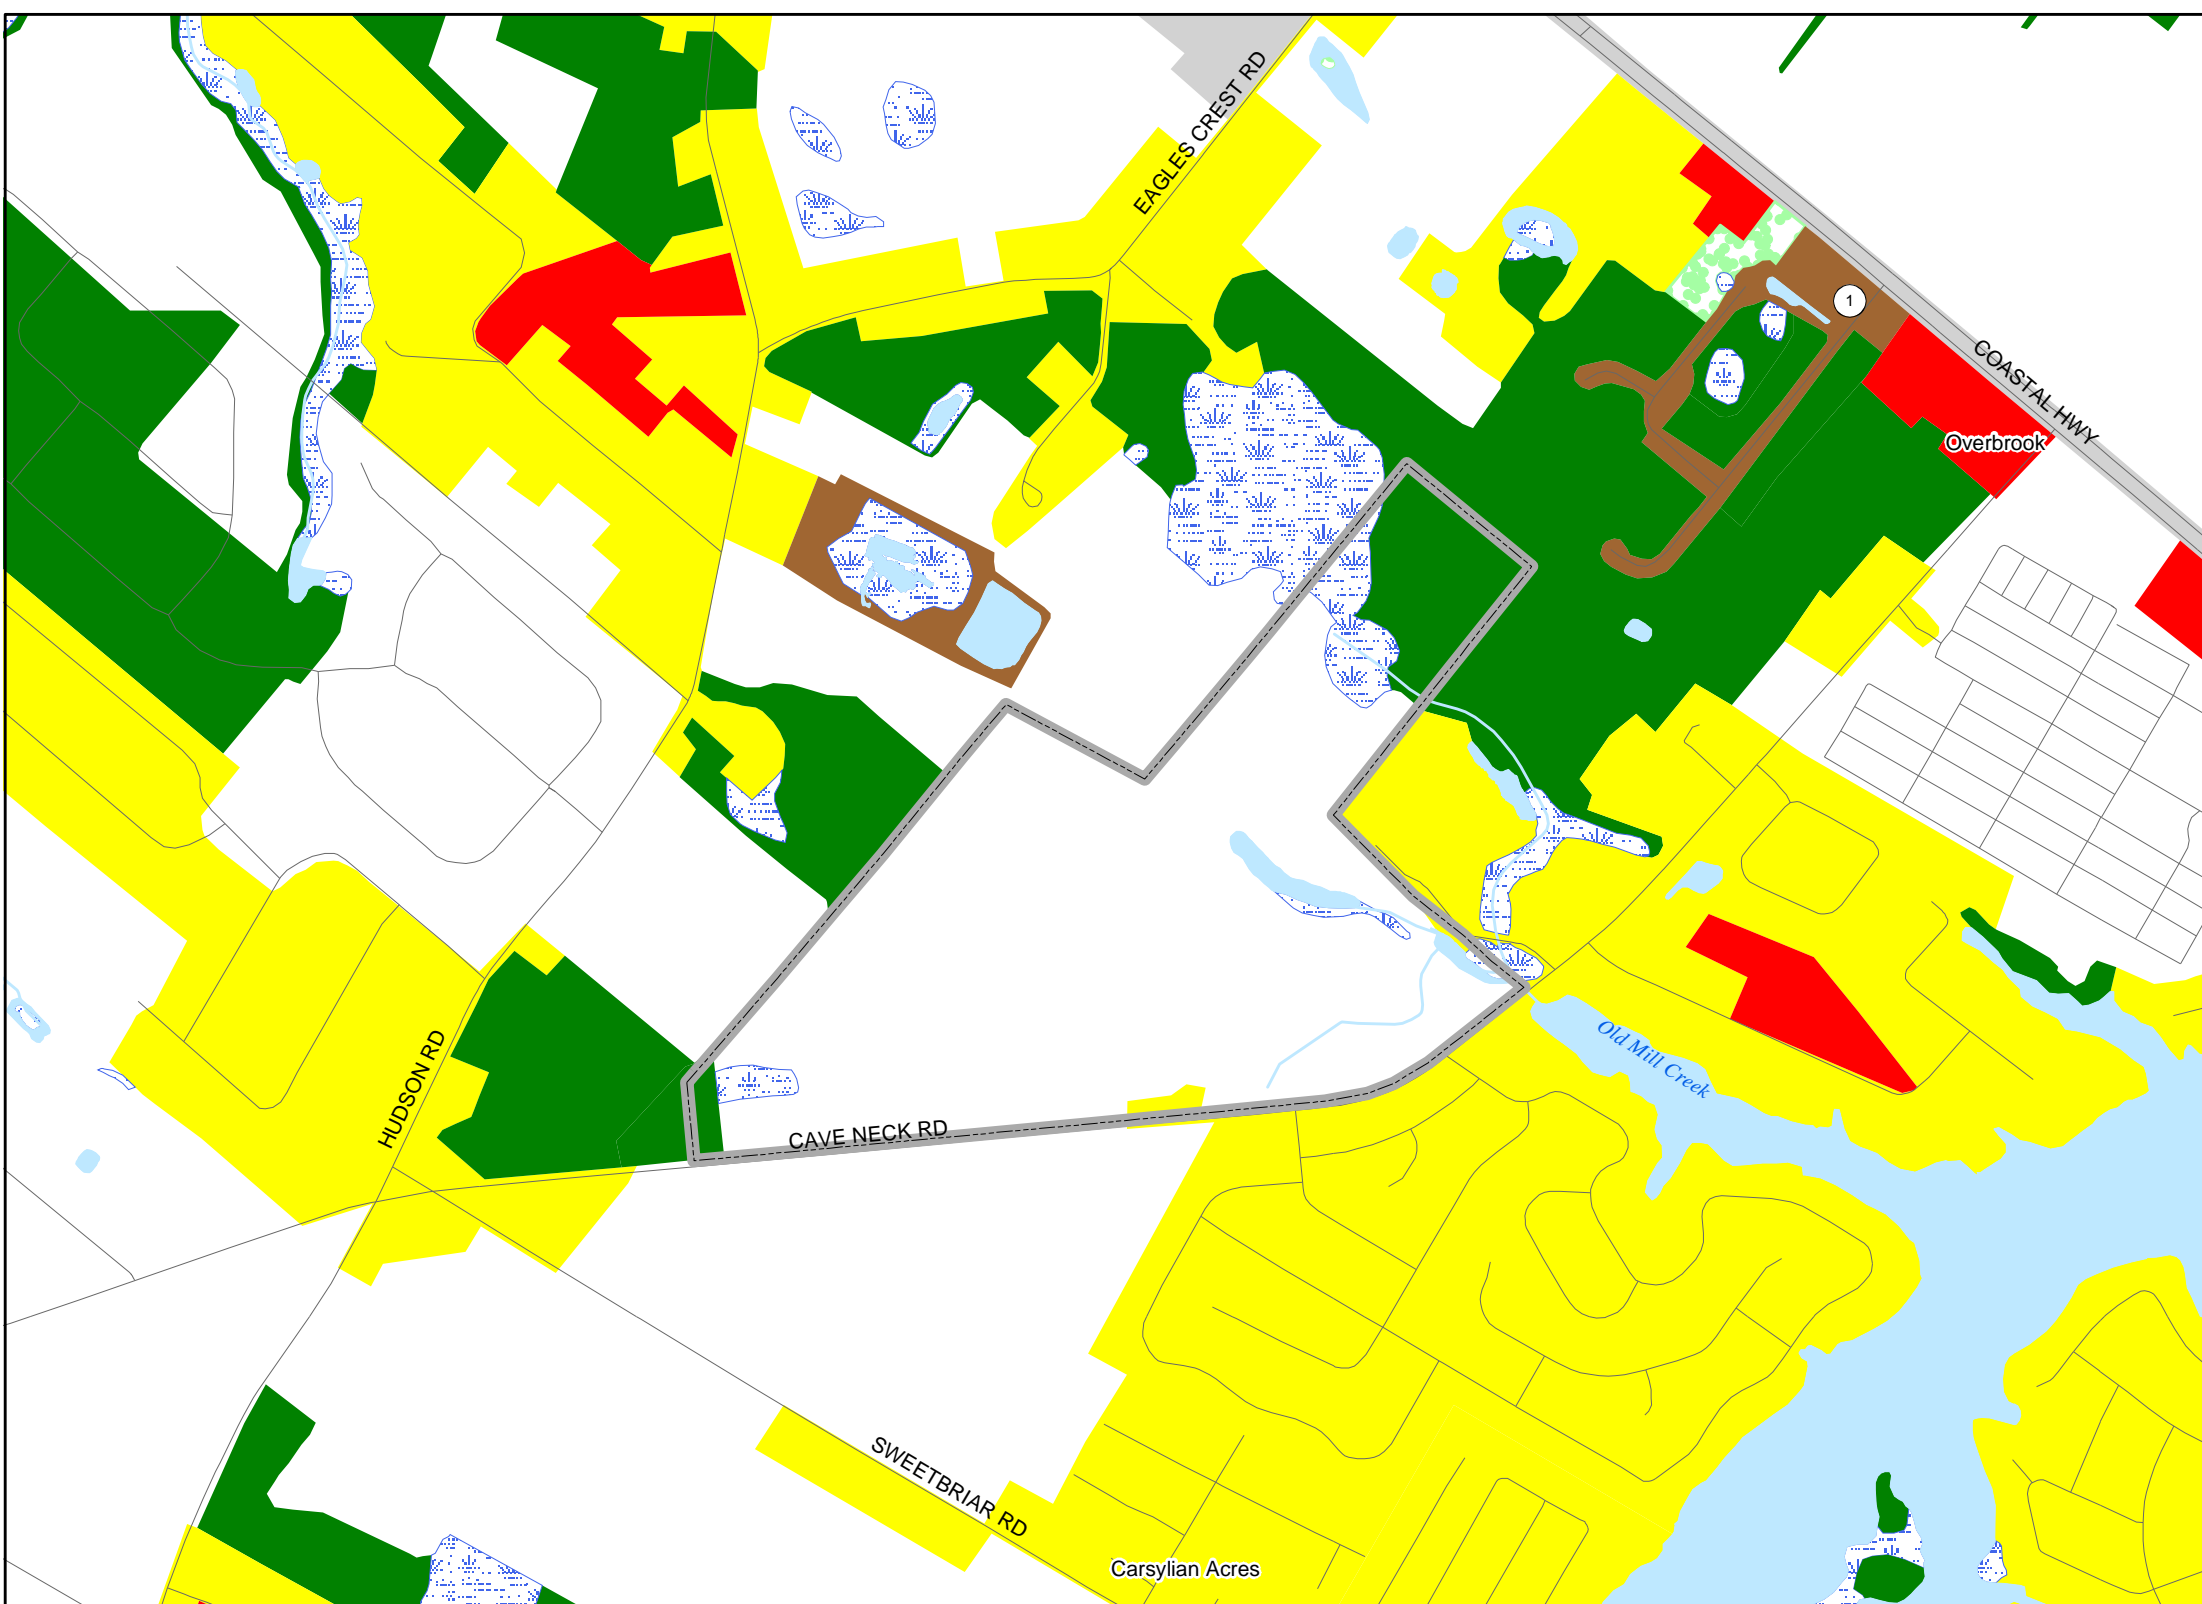 EAGLES CREST RD
1
COASTAL HWY
Overbrook
Old Mill Creek
HUDSON RD
CAVE NECK RD
SWEETBRIAR RD
Carsylian Acres